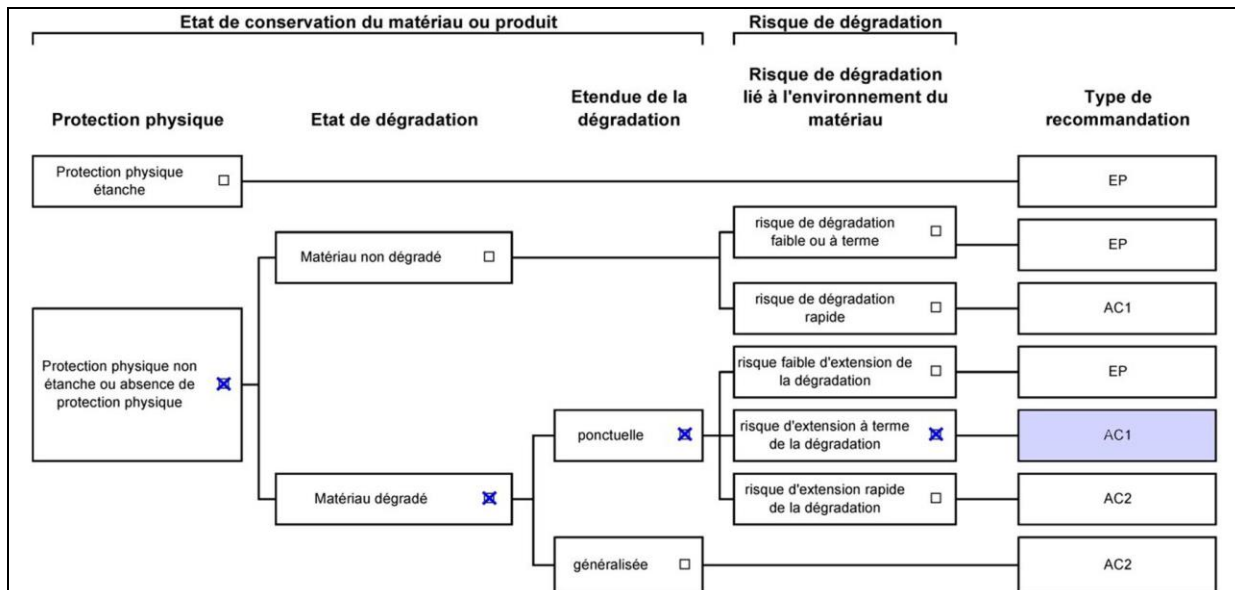 Etat de conservation du matériau ou produit
Risque de dégradation
Protection physique
Etat de dégradation
Etendue de la
dégradation
Risque de dégradation
lié à l'environnement du
matériau
Type de
recommandation
Protection physique
étanche
EP
Matériau non dégradé
risque de dégradation
faible ou à terme
EP
risque de dégradation
rapide
AC1
Protection physique non
étanche ou absence de
protection physique
risque faible d'extension de
la dégradation
EP
ponctuelle
risque d'extension à terme
de la dégradation
AC1
Matériau dégradé
risque d'extension rapide
de la dégradation
AC2
généralisée
AC2